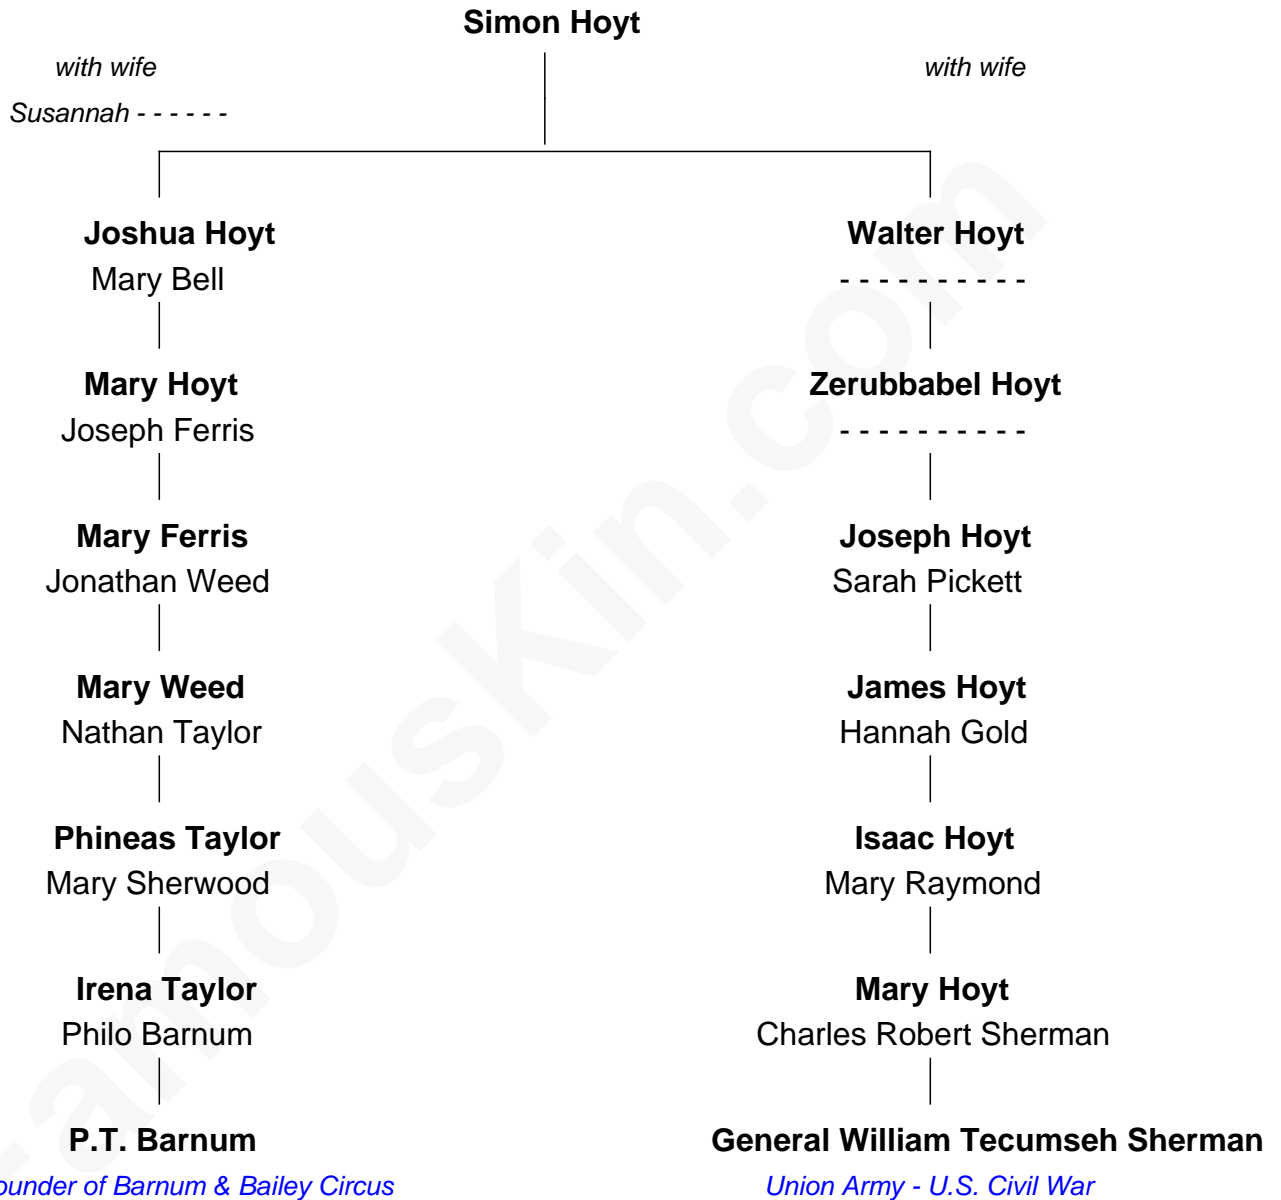 Simon Hoyt
with wife
with wife
Susannah - - - - - -
Joshua Hoyt
Walter Hoyt
Mary Bell
- - - - - - - - - -
Mary Hoyt
Zerubbabel Hoyt
Joseph Ferris
- - - - - - - - - -
Mary Ferris
Joseph Hoyt
Jonathan Weed
Sarah Pickett
Mary Weed
James Hoyt
Nathan Taylor
Hannah Gold
Phineas Taylor
Isaac Hoyt
Mary Sherwood
Mary Raymond
Irena Taylor
Mary Hoyt
Philo Barnum
Charles Robert Sherman
P.T. Barnum
General William Tecumseh Sherman
ounder of Barnum & Bailey Circus
Union Army - U.S. Civil War
FamousKin.com